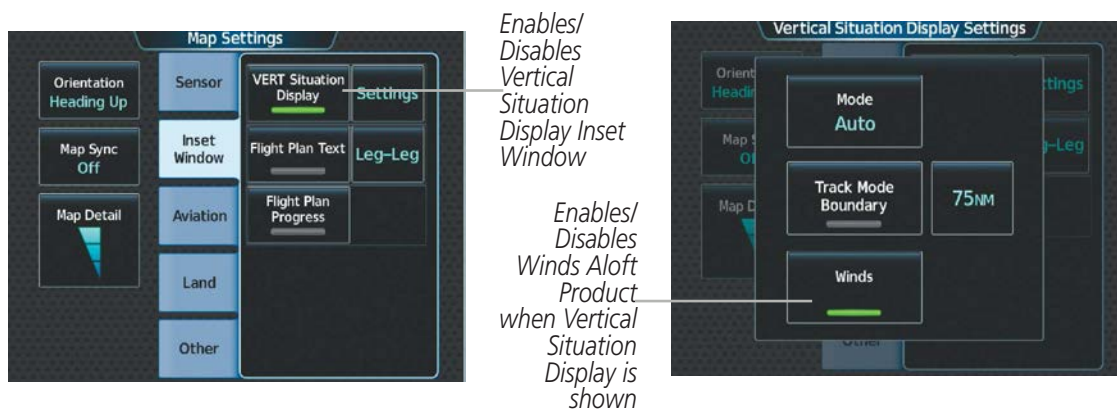 Map Settings
Orientation
Heading Up
Map Sync
Off
Map Detail
Sensor
Inset
Window
Aviation
Land
Other
VERT Situation
Display
Settings
Flight Plan Text
Leg–Leg
Flight Plan
Progress
Enables/
Disables
Vertical
Situation
Display Inset
Window
Enables/
Disables
Winds Aloft
Product
when Vertical
Situation
Display is
shown
Vertical Situation Display Settings
Mode
Auto
Track Mode
Boundary
75NM
Winds